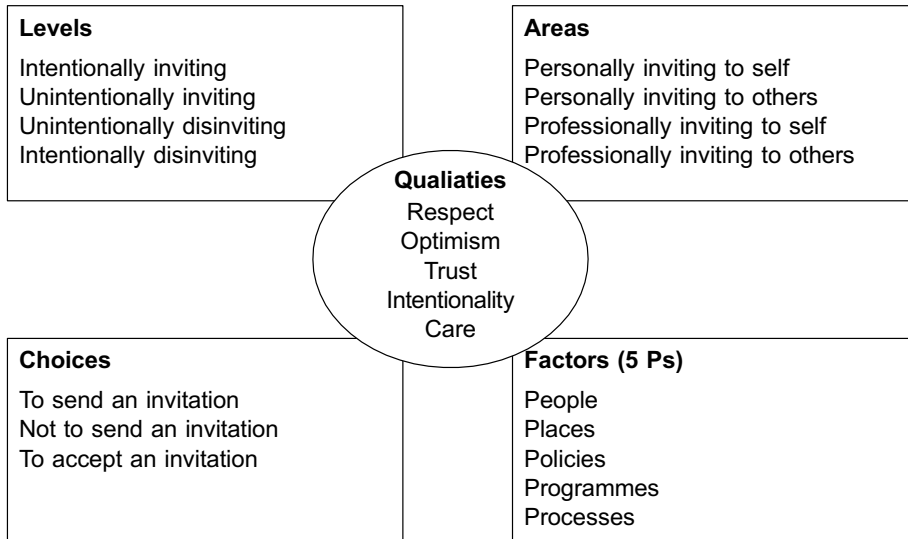 Levels
Intentionally inviting
Unintentionally inviting
Unintentionally disinviting
Intentionally disinviting
Areas
Personally inviting to self
Personally inviting to others
Professionally inviting to self
Professionally inviting to others
Qualiaties
Respect
Optimism
Trust
Intentionality
Care
Choices
To send an invitation
Not to send an invitation
To accept an invitation
Factors (5 Ps)
People
Places
Policies
Programmes
Processes